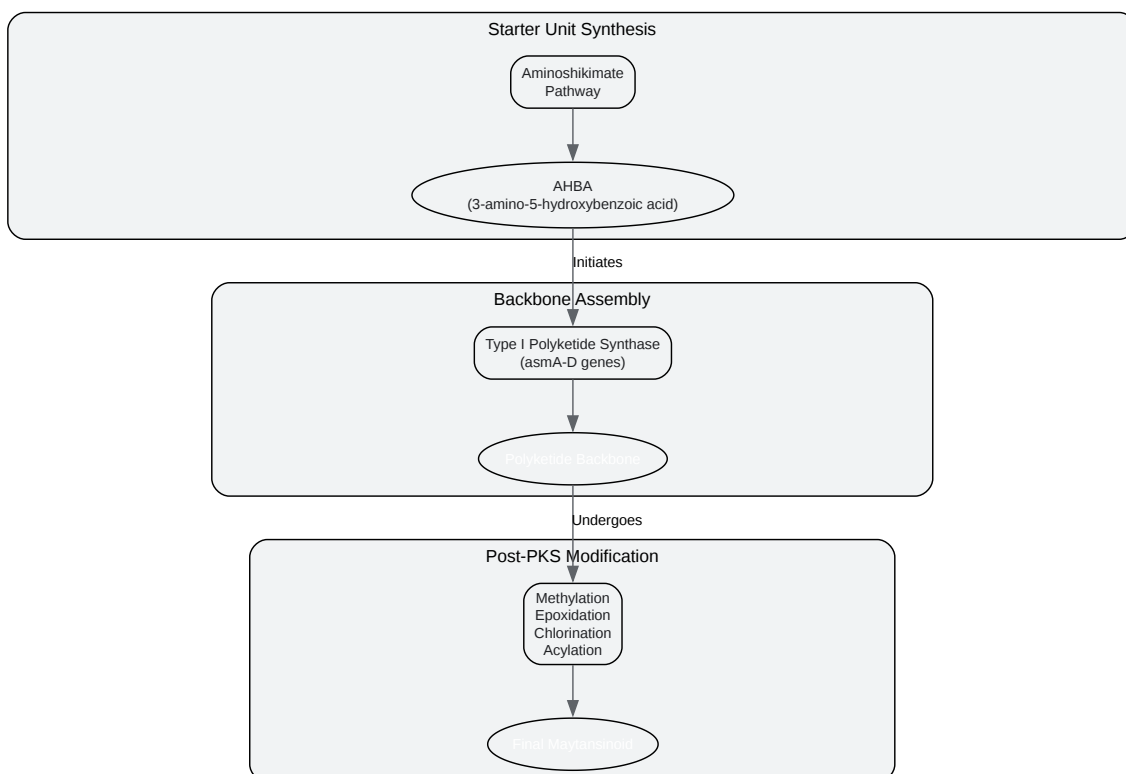 Starter Unit Synthesis
Aminoshikimate
Pathway
AHBA
(3-amino-5-hydroxybenzoic acid)
Initiates
Backbone Assembly
Type I Polyketide Synthase
(asmA-D genes)
Polyketide Backbone
Undergoes
Post-PKS Modification
Methylation
Epoxidation
Chlorination
Acylation
Final Maytansinoid